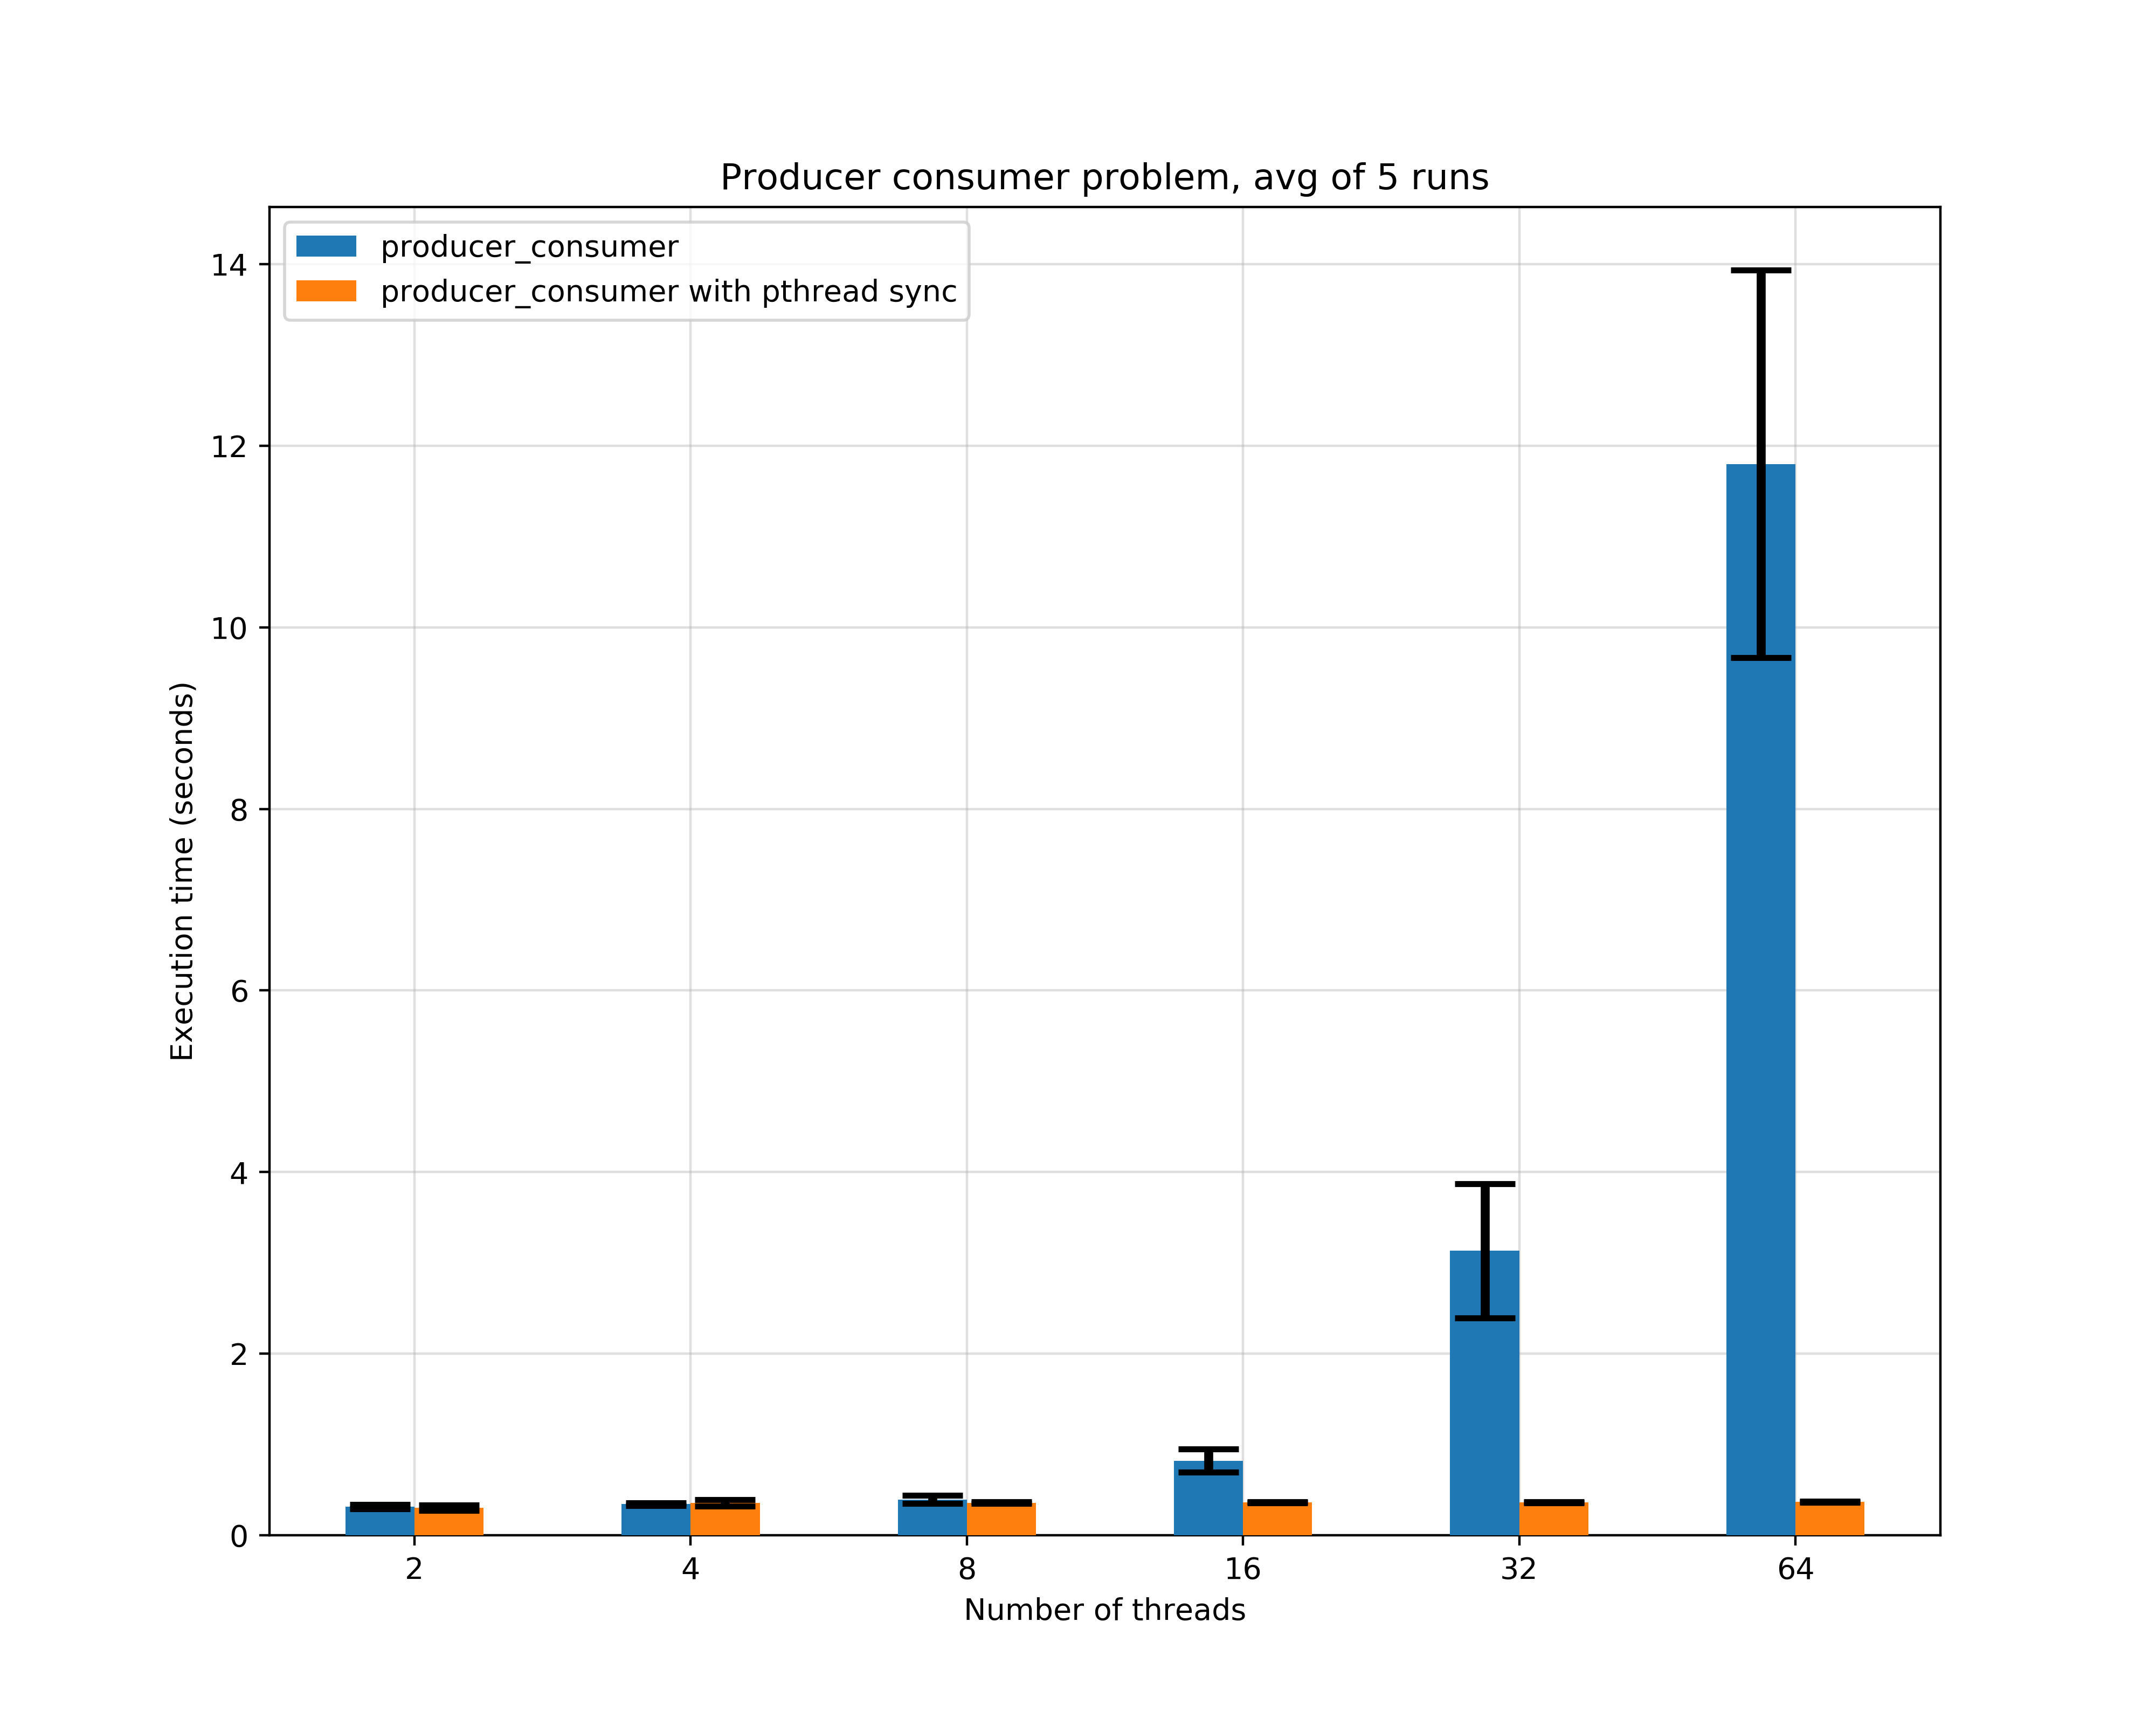 Producer consumer problem, avg of 5 runs
producer_consumer
producer_consumer with pthread sync
14
12
10
8
6
4
2
0
Execution time (seconds)
2 4 8 16 32 64
Number of threads